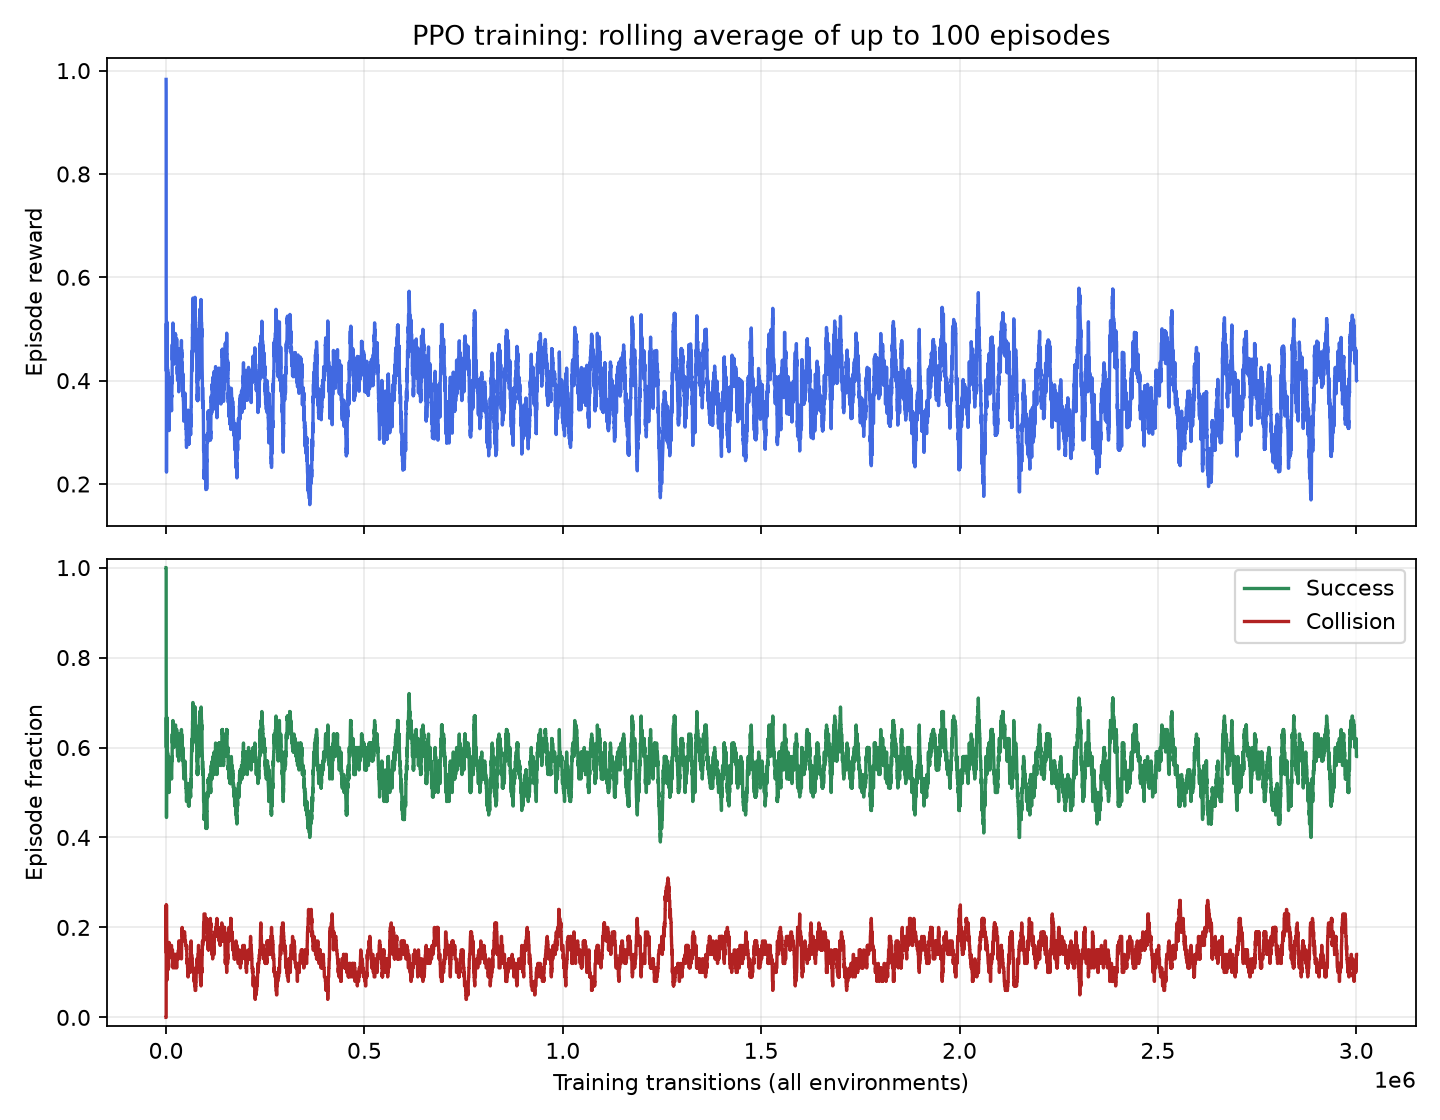 PPO training: rolling average of up to 100 episodes
1.0
0.8
0.6
0.4
0.2
Episode reward
1.0
0.8
0.6
0.4
0.2
0.0
Episode fraction
Success
Collision
0.0 0.5 1.0 1.5 2.0 2.5 3.0
Training transitions (all environments)
1e6